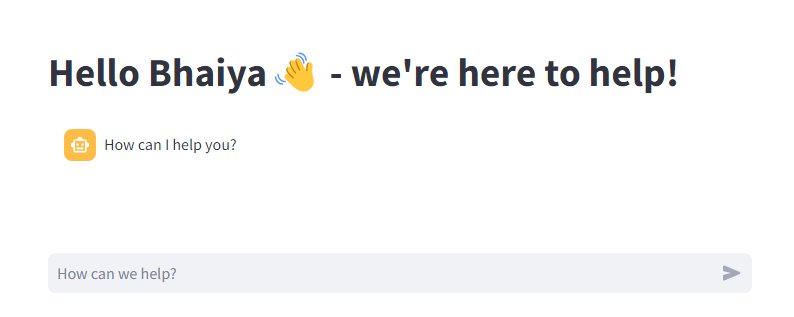 Hello Bhaiya 👋 - we're here to help!
How can I help you?
How can we help?